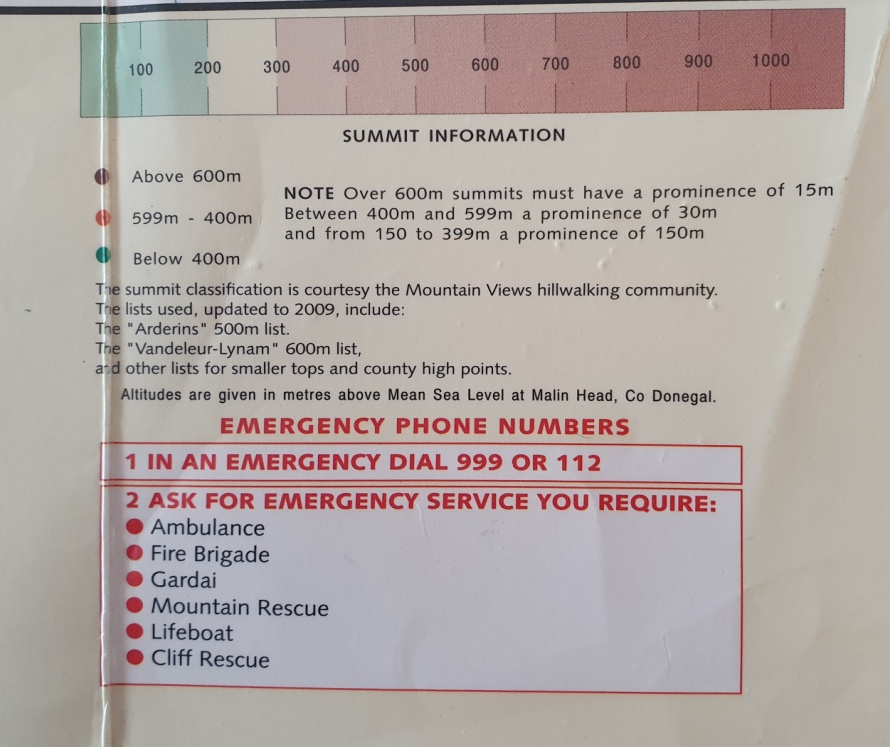 100 200 300 400 500 600 700 800 900 1000
SUMMIT INFORMATION
Above 600m
599m - 400m
Below 400m
NOTE Over 600m summits must have a prominence of 15m
Between 400m and 599m a prominence of 30m
and from 150 to 399m a prominence of 150m
The summit classification is courtesy the Mountain Views hillwalking community.
The lists used, updated to 2009, include:
The "Arderins" 500m list.
The "Vandeleur-Lynam" 600m list,
and other lists for smaller tops and county high points.
Altitudes are given in metres above Mean Sea Level at Malin Head, Co Donegal.
EMERGENCY PHONE NUMBERS
1 IN AN EMERGENCY DIAL 999 OR 112
2 ASK FOR EMERGENCY SERVICE YOU REQUIRE:
Ambulance
Fire Brigade
Gardai
Mountain Rescue
Lifeboat
Cliff Rescue